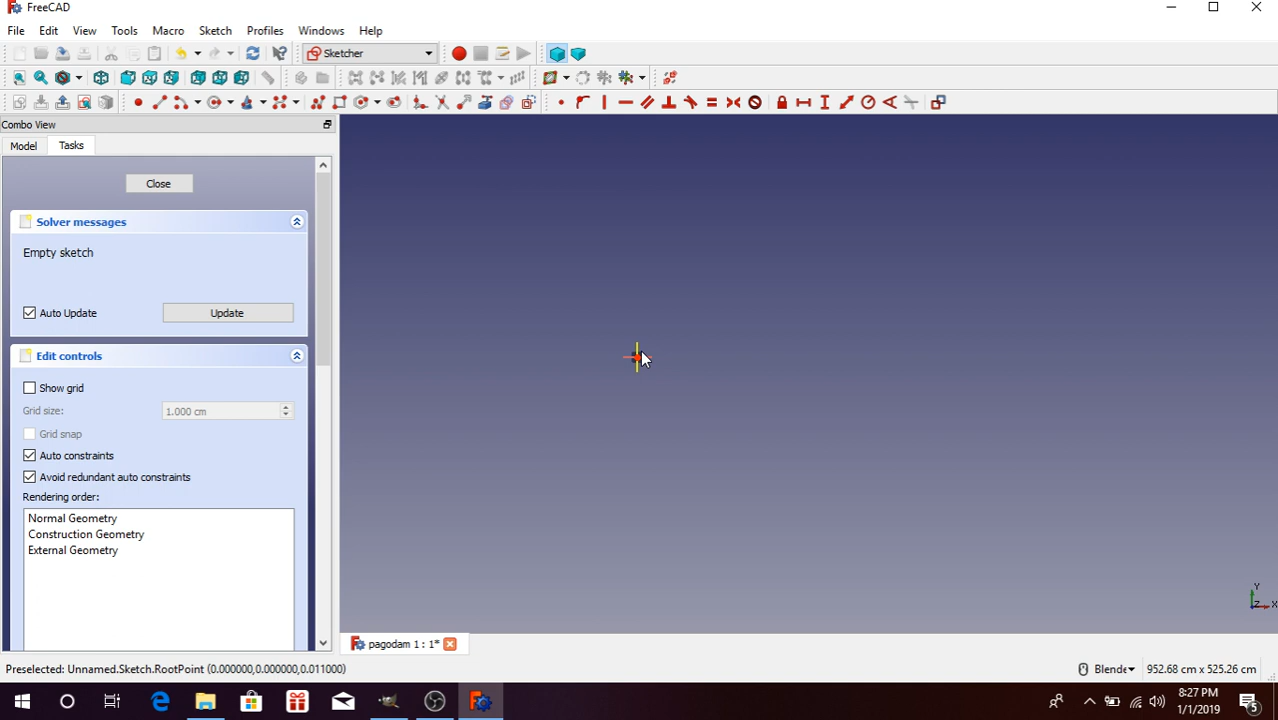 FreeCAD
File Edit View Tools Macro Sketch Profiles Windows Help
Sketcher
Combo View
Model Tasks
Close
Solver messages
Empty sketch
Auto Update Update
Edit controls
Show grid
Grid size: 1.000 cm
Grid snap
Auto constraints
Avoid redundant auto constraints
Rendering order:
Normal Geometry
Construction Geometry
External Geometry
Y
Z X
pagodam 1 : 1*
Preselected: Unnamed.Sketch.RootPoint (0.000000,0.000000,0.011000) Blende 952.68 cm x 525.26 cm
8:27 PM
1/1/2019
5